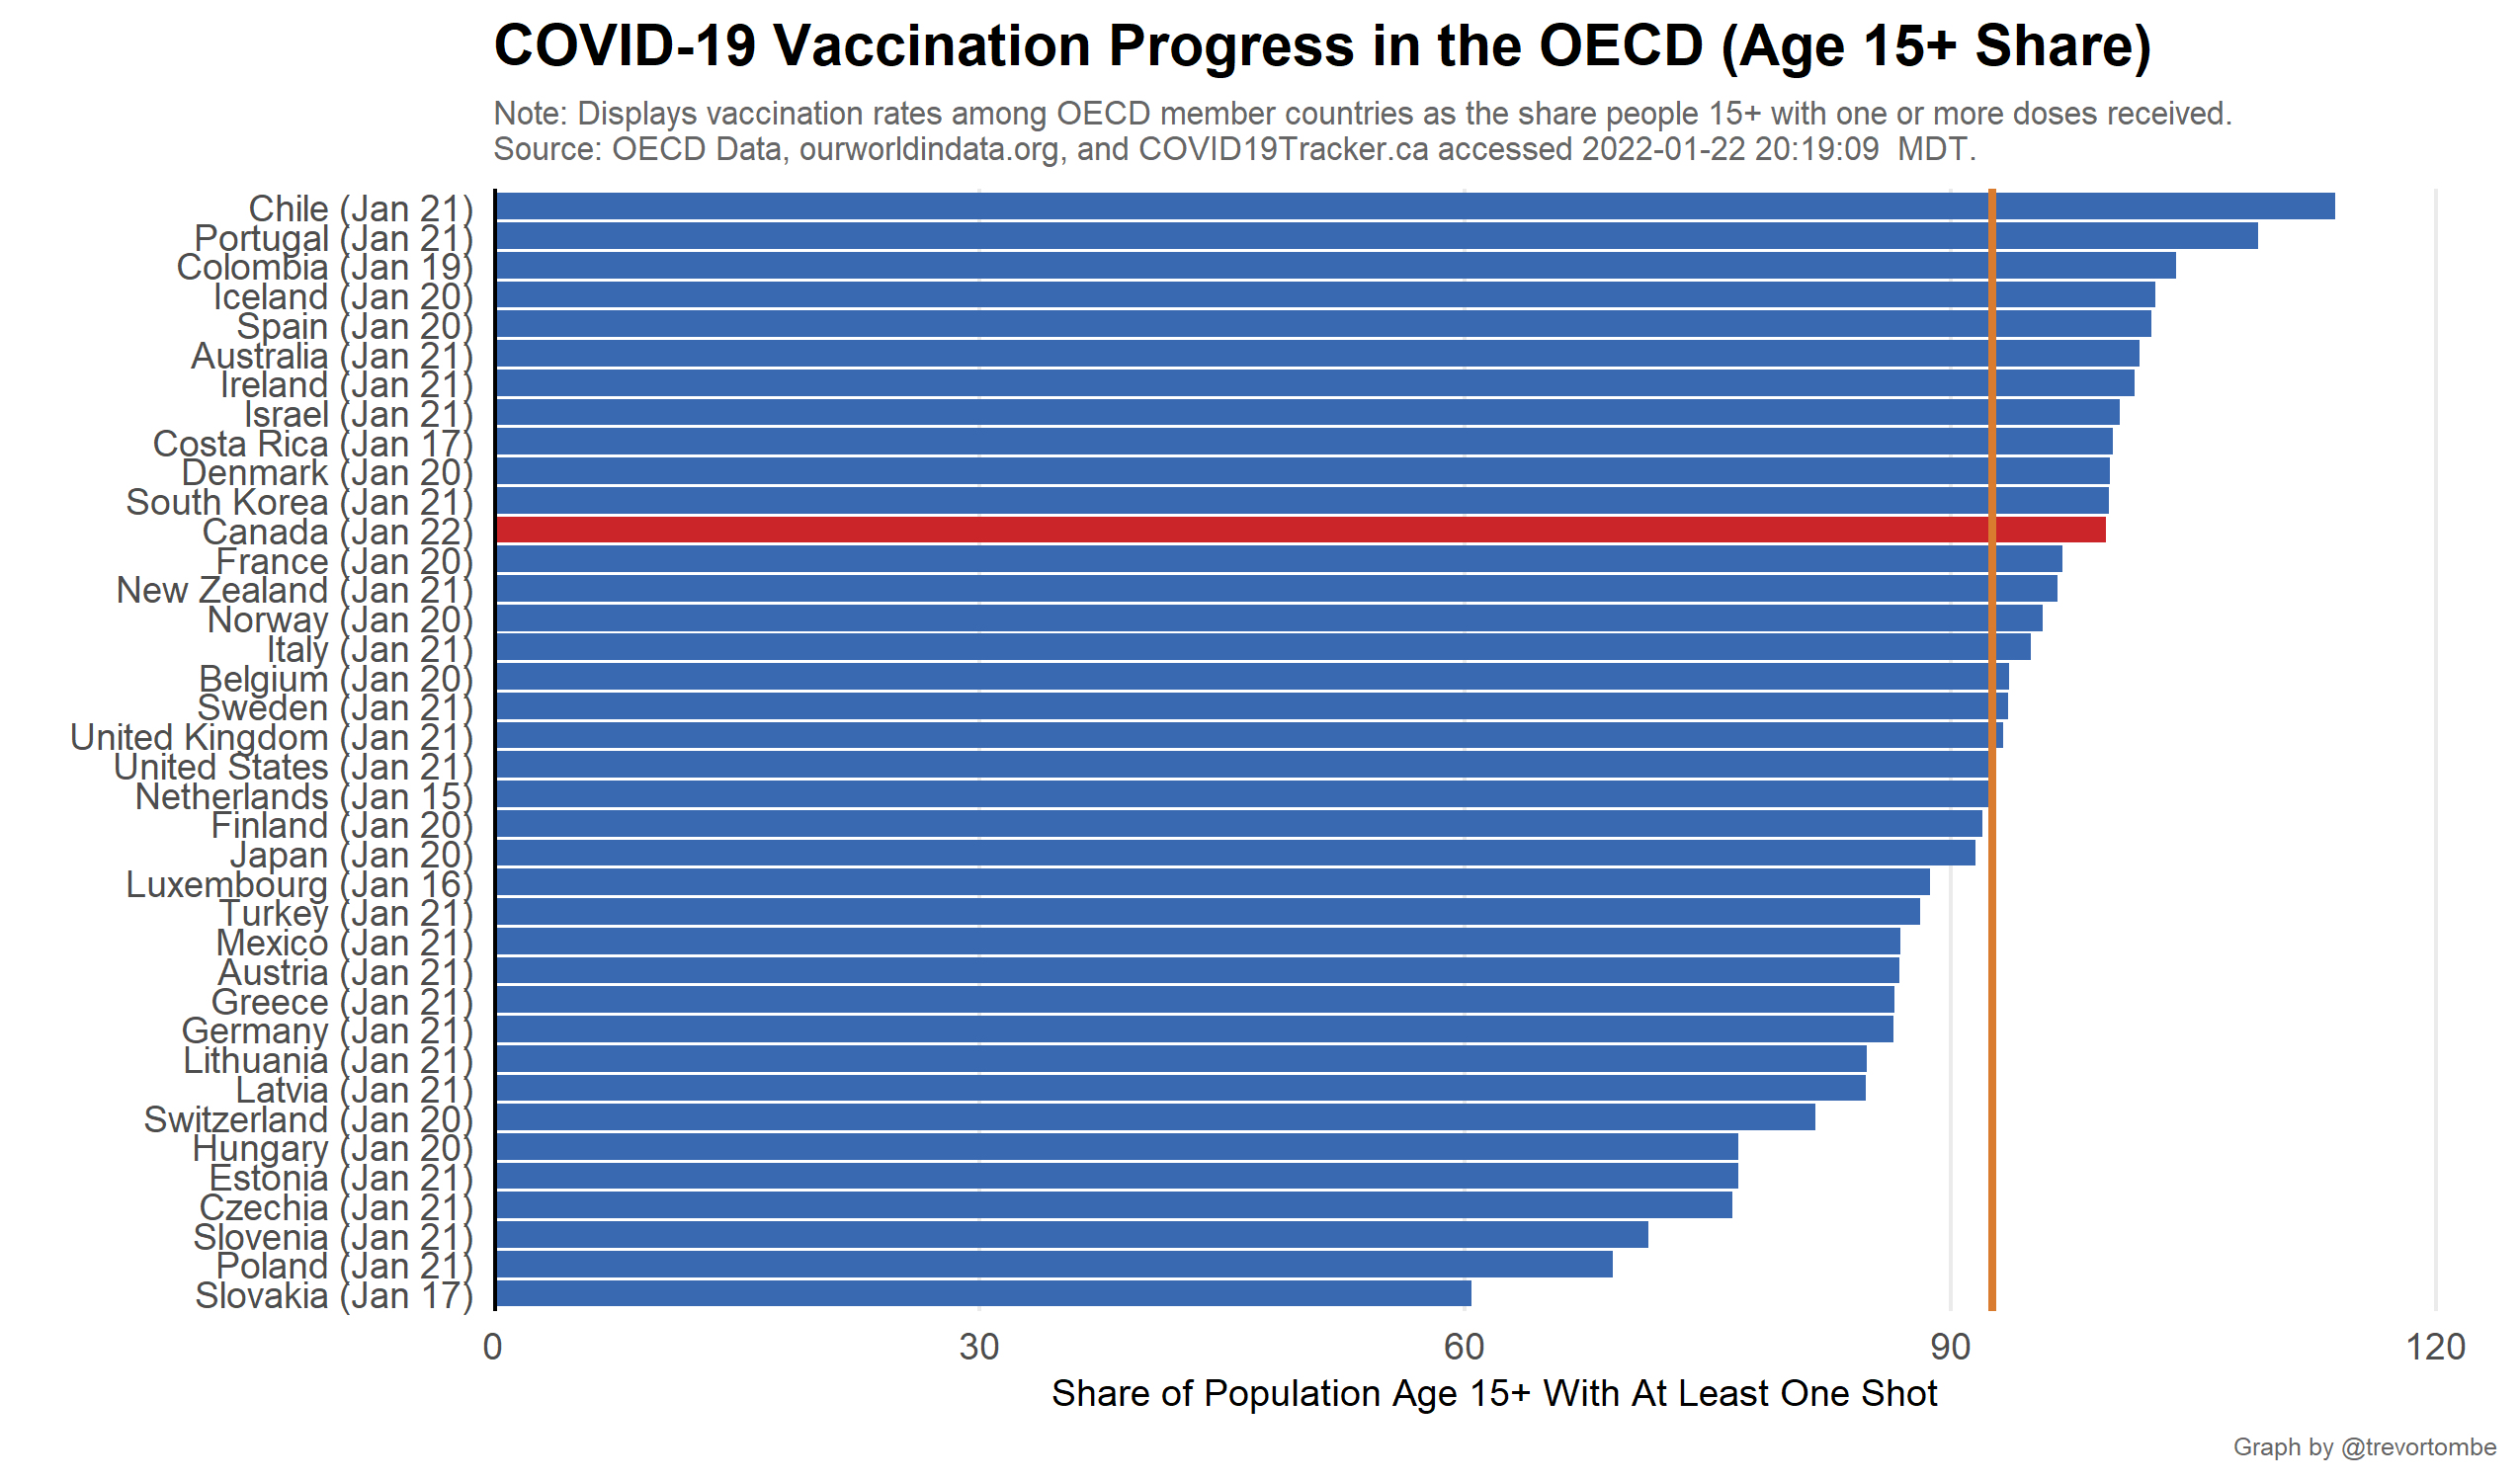 COVID-19 Vaccination Progress in the OECD (Age 15+ Share)
Note: Displays vaccination rates among OECD member countries as the share people 15+ with one or more doses received.
Source: OECD Data, ourworldindata.org, and COVID19Tracker.ca accessed 2022-01-22 20:19:09  MDT.
Chile (Jan 21)
Portugal (Jan 21)
Colombia (Jan 19)
Iceland (Jan 20)
Spain (Jan 20)
Australia (Jan 21)
Ireland (Jan 21)
Israel (Jan 21)
Costa Rica (Jan 17)
Denmark (Jan 20)
South Korea (Jan 21)
Canada (Jan 22)
France (Jan 20)
New Zealand (Jan 21)
Norway (Jan 20)
Italy (Jan 21)
Belgium (Jan 20)
Sweden (Jan 21)
United Kingdom (Jan 21)
United States (Jan 21)
Netherlands (Jan 15)
Finland (Jan 20)
Japan (Jan 20)
Luxembourg (Jan 16)
Turkey (Jan 21)
Mexico (Jan 21)
Austria (Jan 21)
Greece (Jan 21)
Germany (Jan 21)
Lithuania (Jan 21)
Latvia (Jan 21)
Switzerland (Jan 20)
Hungary (Jan 20)
Estonia (Jan 21)
Czechia (Jan 21)
Slovenia (Jan 21)
Poland (Jan 21)
Slovakia (Jan 17)
0 30 60 90 120
Share of Population Age 15+ With At Least One Shot
Graph by @trevortombe